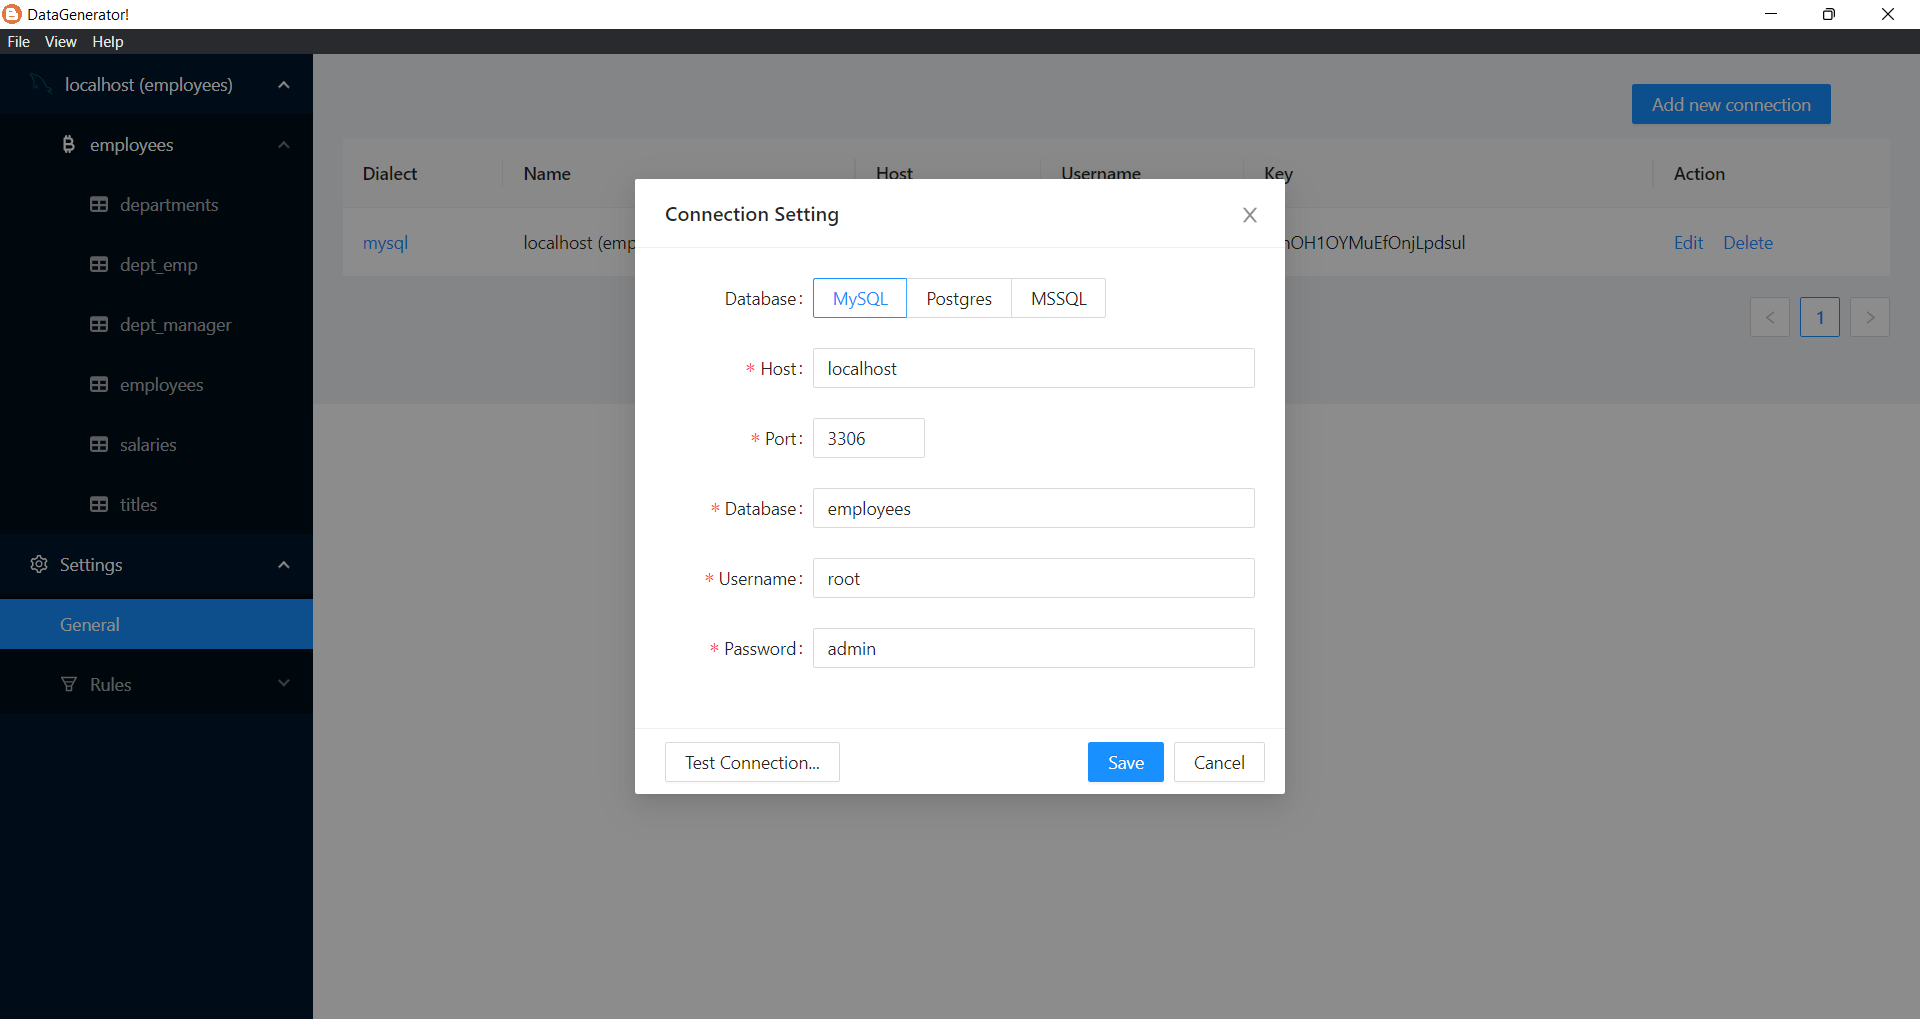 DataGenerator!
File View Help
localhost (employees)
employees
departments
dept_emp
dept_manager
employees
salaries
titles
Settings
General
Rules
Add new connection
Dialect Name Host Username Key Action
mysql localhost (emp nOH1OYMuEfOnjLpdsul Edit Delete
< 1 >
Connection Setting
Database: MySQL Postgres MSSQL
* Host: localhost
* Port: 3306
* Database: employees
* Username: root
* Password: admin
Test Connection... Save Cancel